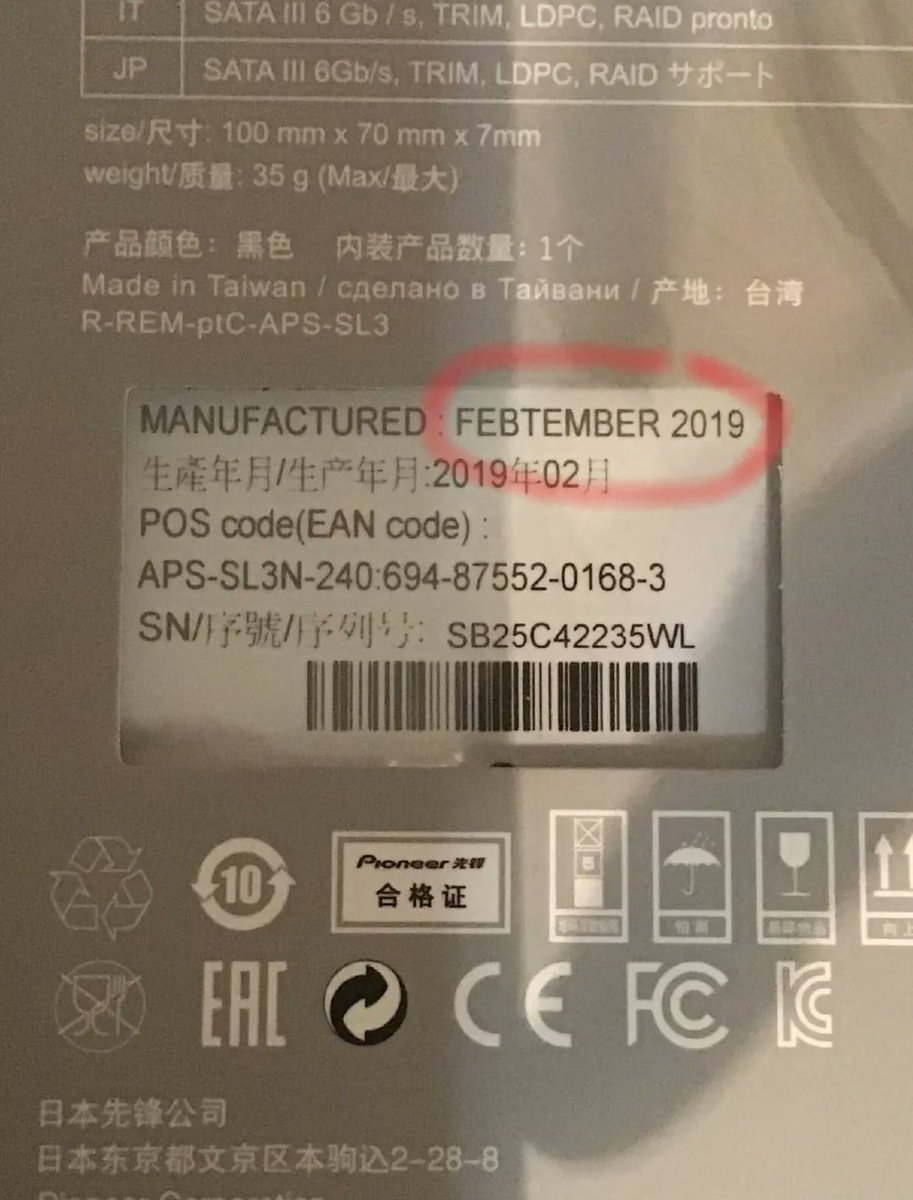 IT SATA III 6 Gb / s, TRIM, LDPC, RAID pronto
JP SATA III 6Gb/s, TRIM, LDPC, RAID サポート
size/尺寸: 100 mm x 70 mm x 7mm
weight/质量: 35 g (Max/最大)
产品颜色：黑色 内装产品数量：1个
Made in Taiwan / сделано в Тайвани / 产地：台湾
R-REM-ptC-APS-SL3
MANUFACTURED : FEBTEMBER 2019
生產年月/生产年月:2019年02月
POS code(EAN code) :
APS-SL3N-240:694-87552-0168-3
SN/序號/序列号: SB25C42235WL
10
Pioneer 先锋
合格证
怕雨
向上
EAC
CE FC
日本先锋公司
日本东京都文京区本驹込2-28-8
Pioneer Corporation